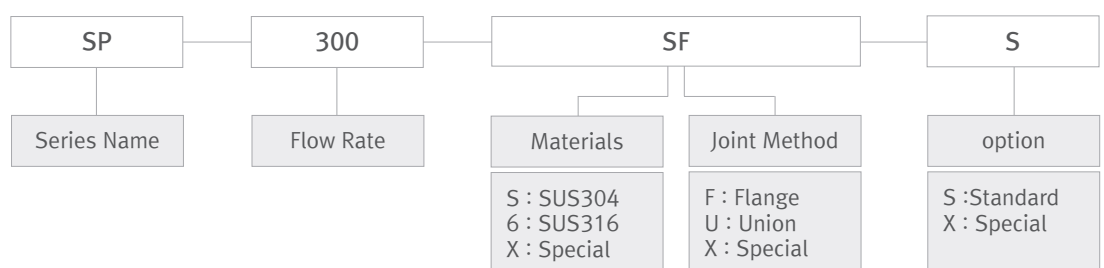 SP 300 SF S
Series Name Flow Rate Materials Joint Method option
S : SUS304
6 : SUS316
X : Special
F : Flange
U : Union
X : Special
S :Standard
X : Special